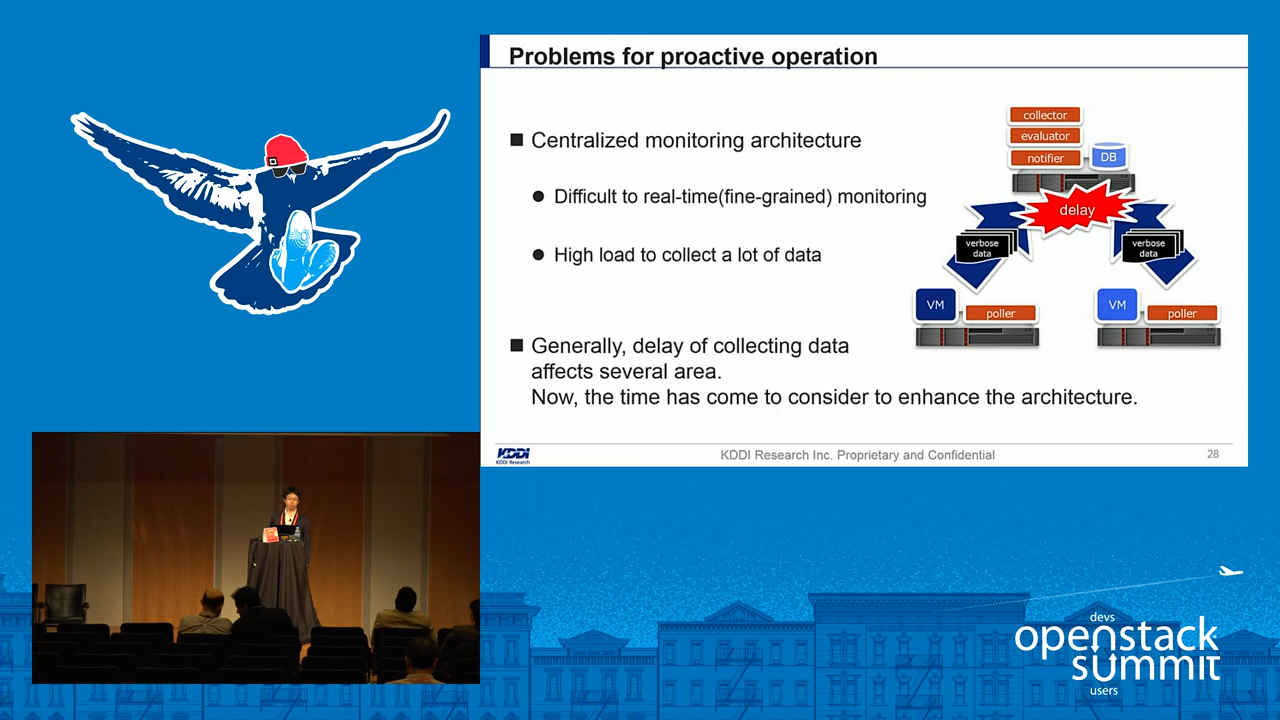 Problems for proactive operation
Centralized monitoring architecture
Difficult to real-time(fine-grained) monitoring
High load to collect a lot of data
Generally, delay of collecting data
affects several area.
Now, the time has come to consider to enhance the architecture.
collector
evaluator
notifier
DB
delay
verbose
data
verbose
data
VM
poller
VM
poller
KDDI
KDDI Research
KDDI Research Inc. Proprietary and Confidential
28
devs
openstack
summit
users